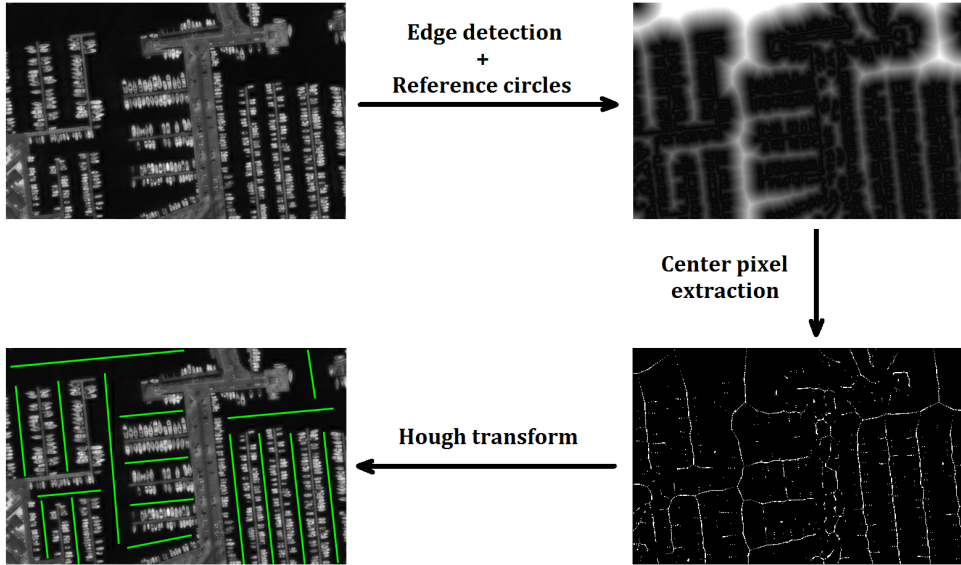 Edge detection
+
Reference circles
Center pixel
extraction
Hough transform